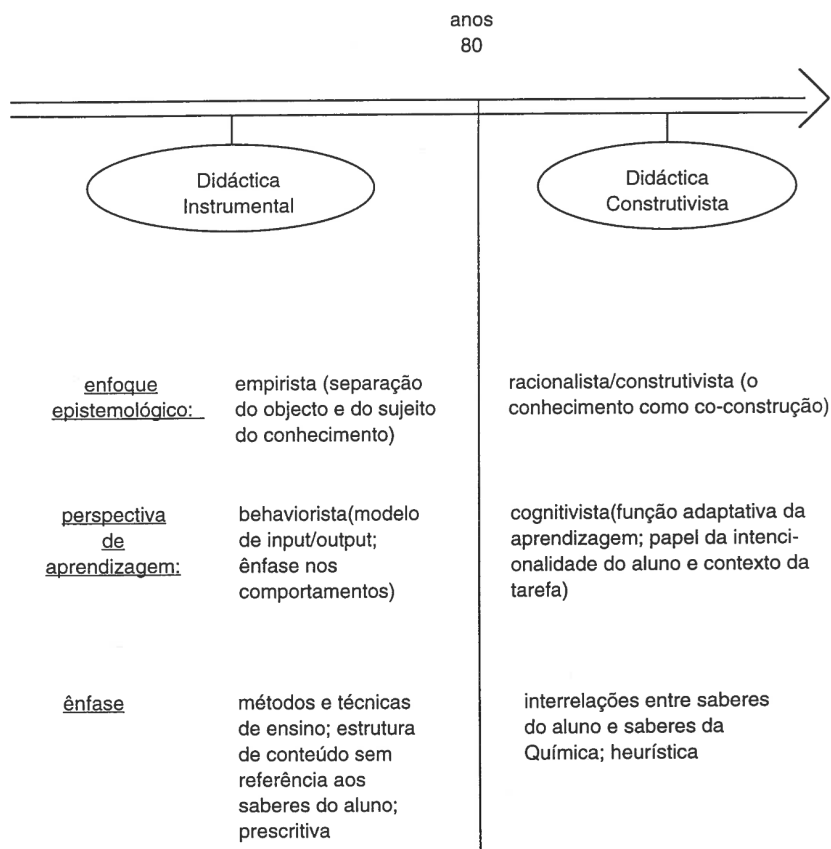 anos
80
Didáctica
Instrumental
Didáctica
Construtivista
enfoque
epistemológico:
empirista (separação
do objecto e do sujeito
do conhecimento)
racionalista/construtivista (o
conhecimento como co-construção)
perspectiva
de
aprendizagem:
behaviorista(modelo
de input/output;
ênfase nos
comportamentos)
cognitivista(função adaptativa da
aprendizagem; papel da intenci-
onalidade do aluno e contexto da
tarefa)
ênfase
métodos e técnicas
de ensino; estrutura
de conteúdo sem
referência aos
saberes do aluno;
prescritiva
interrelações entre saberes
do aluno e saberes da
Química; heurística